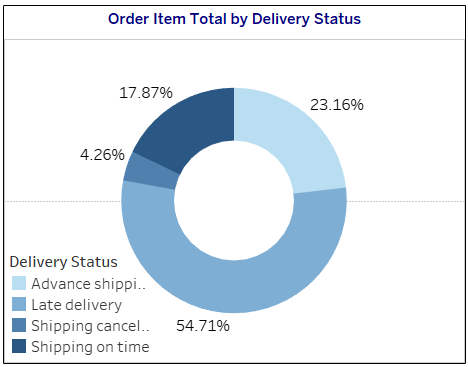 Order Item Total by Delivery Status
17.87%
23.16%
4.26%
Delivery Status
Advance shippi..
Late delivery
Shipping cancel..
54.71%
Shipping on time